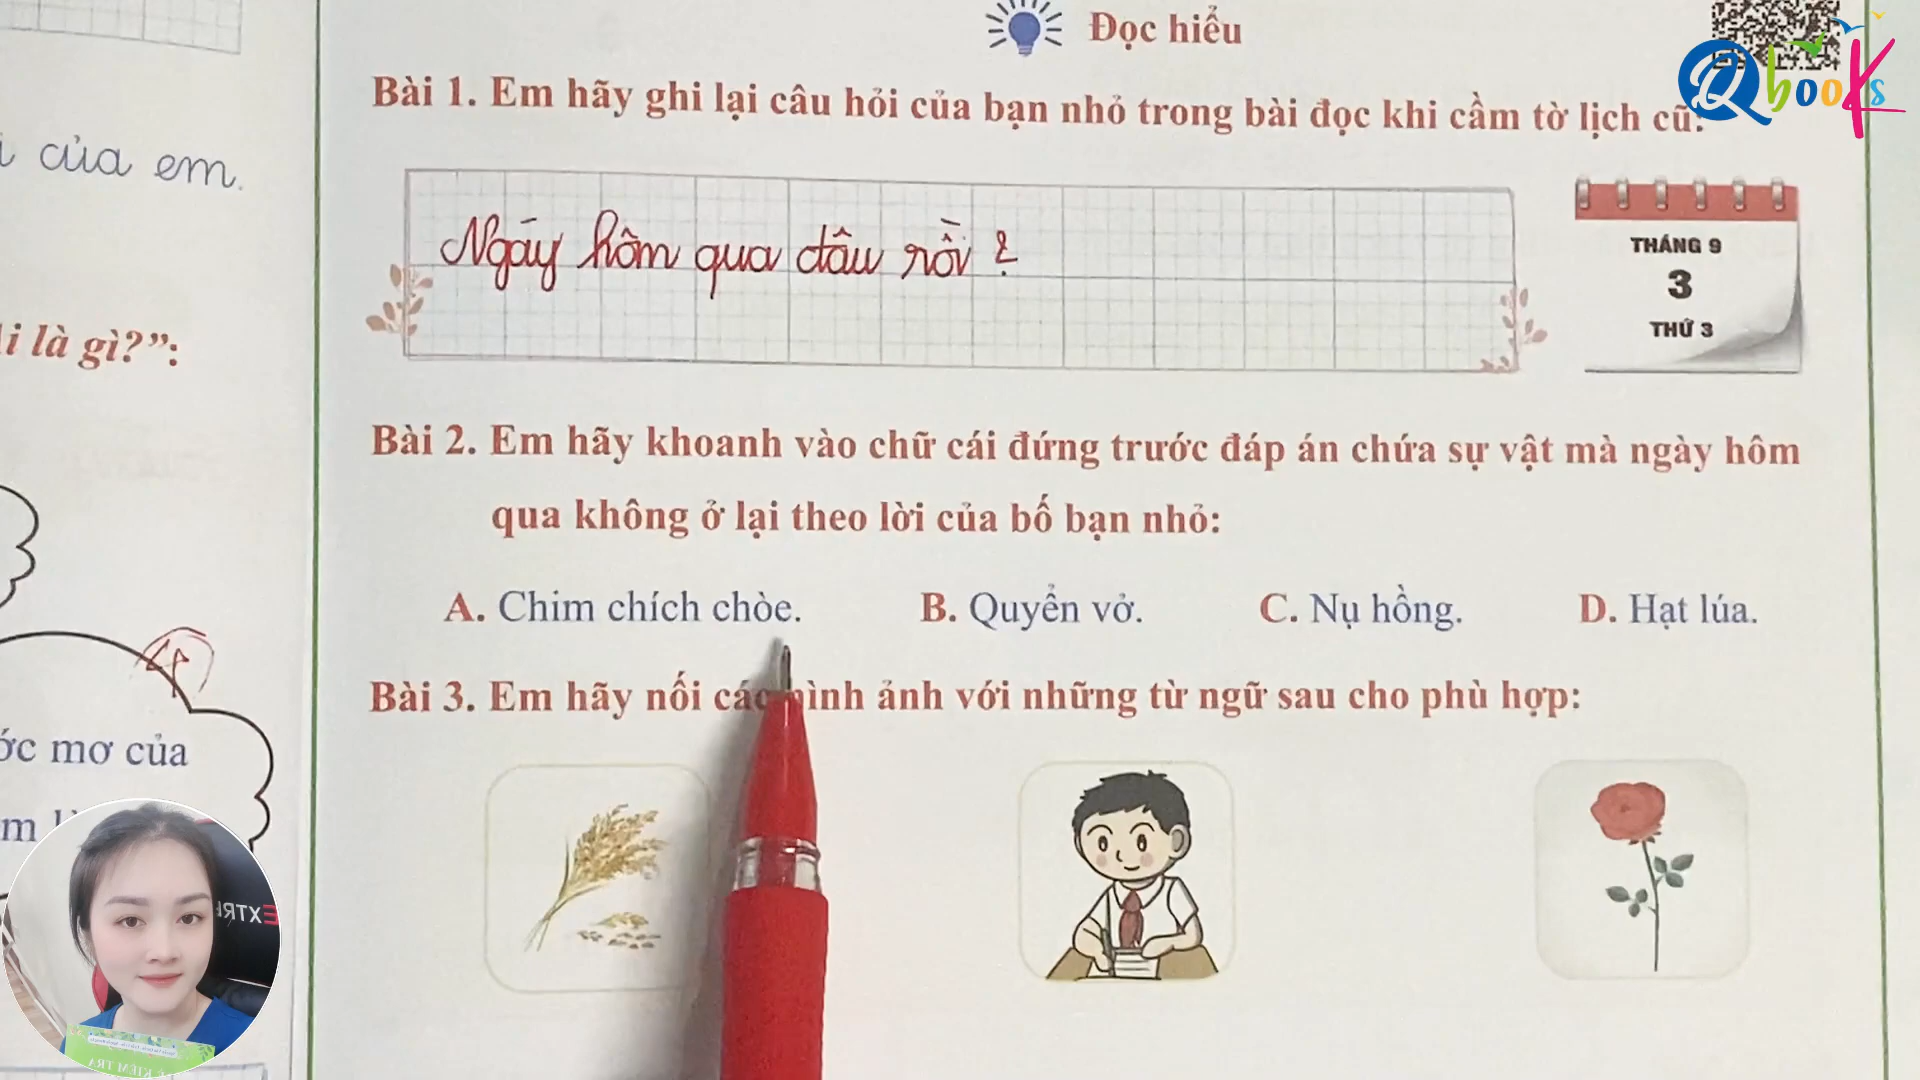 Đọc hiểu
Qbooks
Bài 1. Em hãy ghi lại câu hỏi của bạn nhỏ trong bài đọc khi cầm tờ lịch cũ:
i của em.
Ngày hôm qua đâu rồi ?
THÁNG 9
3
THỨ 3
i là gì?”:
Bài 2. Em hãy khoanh vào chữ cái đứng trước đáp án chứa sự vật mà ngày hôm
qua không ở lại theo lời của bố bạn nhỏ:
A. Chim chích chòe. B. Quyển vở. C. Nụ hồng. D. Hạt lúa.
Bài 3. Em hãy nối các hình ảnh với những từ ngữ sau cho phù hợp:
ớc mơ của